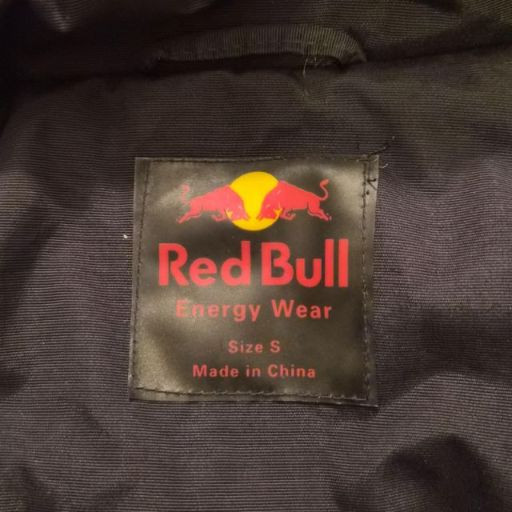 Red Bull
Energy Wear
Size S
Made in China